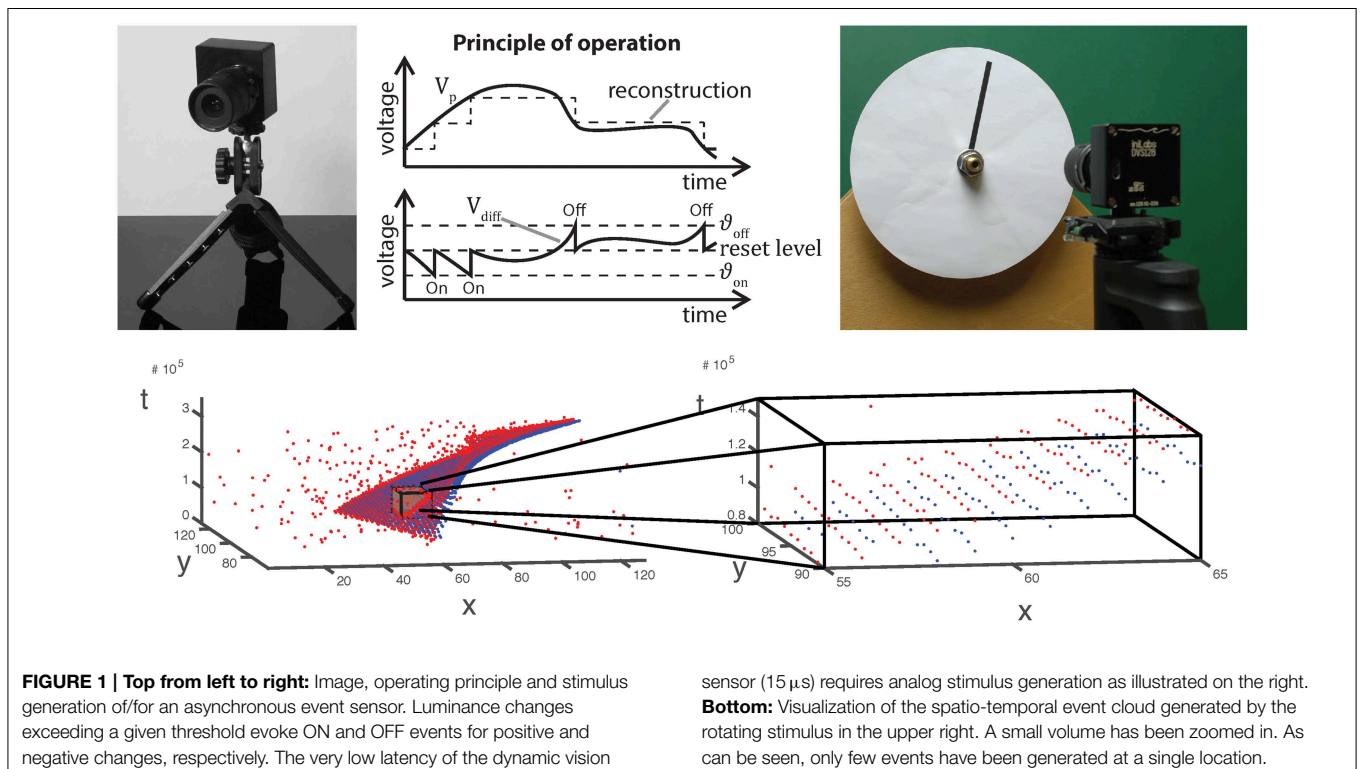 Principle of operation
voltage
Vp
reconstruction
time
voltage
Vdiff
Off
Off
ϑoff
reset level
ϑon
On
On
time
iniLabs
DVS128
# 10⁵
t
3
2
1
0
120
100
80
y
20
40
60
80
100
120
x
# 10⁵
t
1.4
1.2
1
0.8
100
95
90
y
55
60
65
x
FIGURE 1 | Top from left to right: Image, operating principle and stimulus
generation of/for an asynchronous event sensor. Luminance changes
exceeding a given threshold evoke ON and OFF events for positive and
negative changes, respectively. The very low latency of the dynamic vision
sensor (15 μs) requires analog stimulus generation as illustrated on the right.
Bottom: Visualization of the spatio-temporal event cloud generated by the
rotating stimulus in the upper right. A small volume has been zoomed in. As
can be seen, only few events have been generated at a single location.